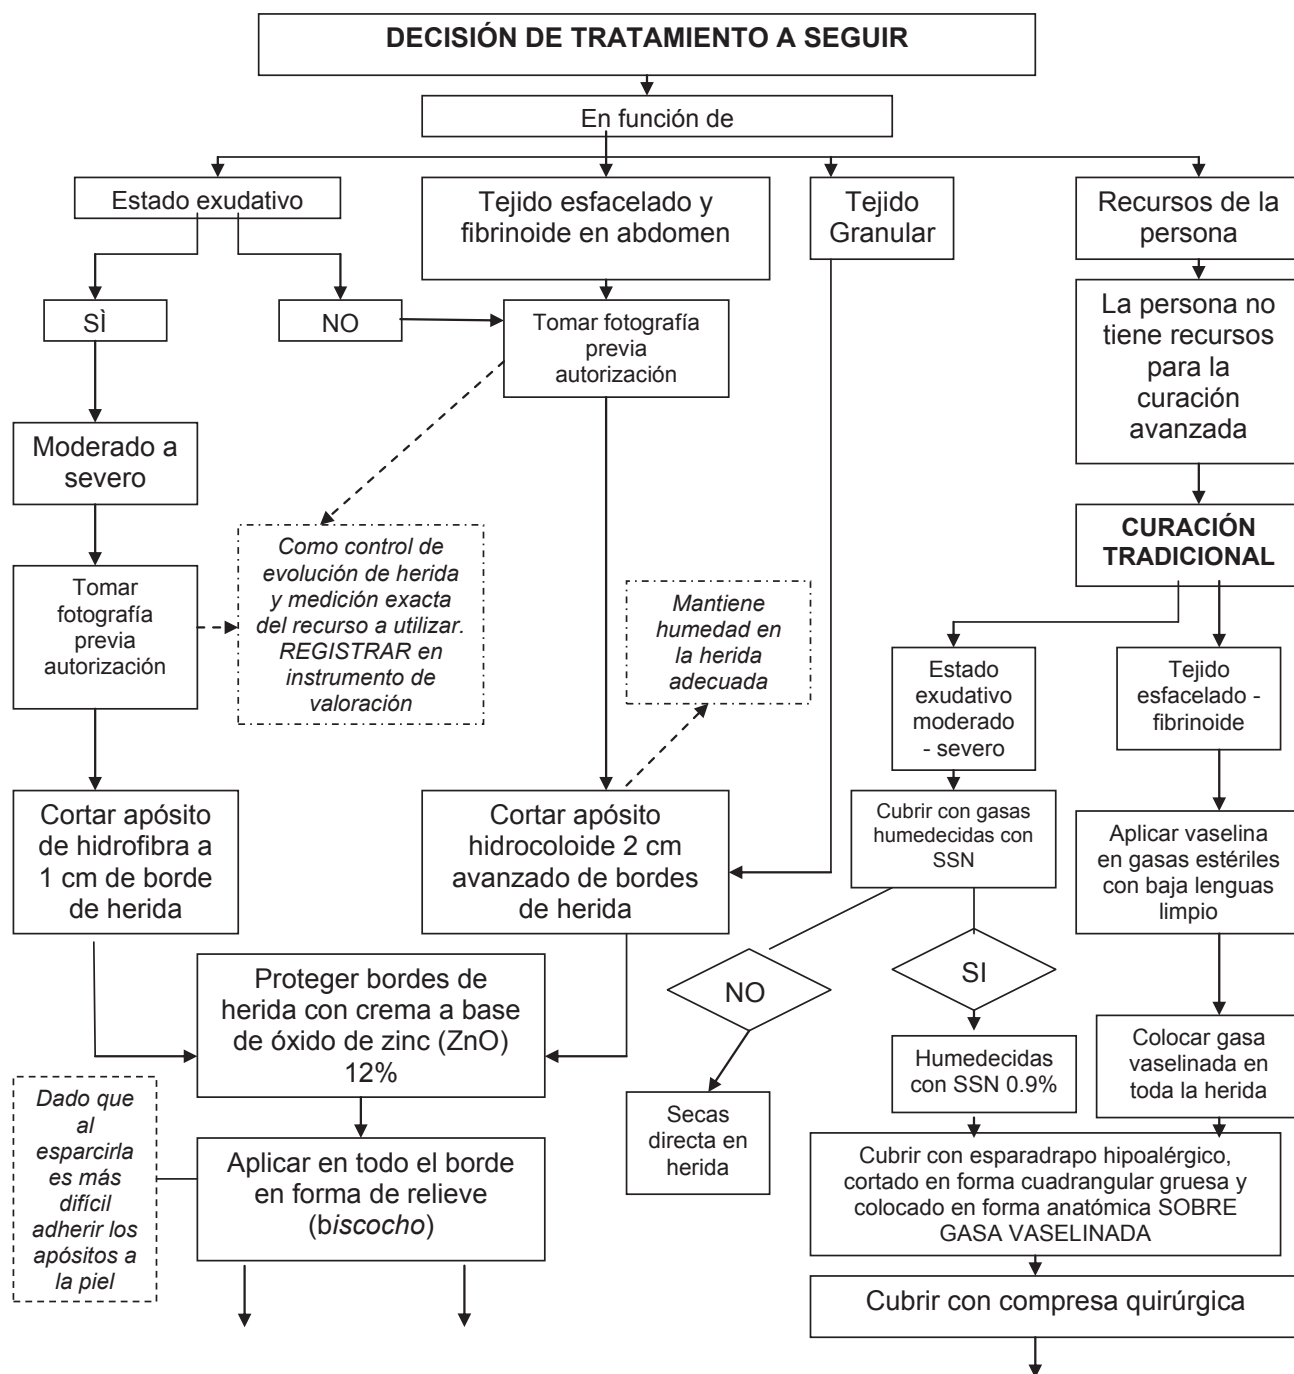 DECISIÓN DE TRATAMIENTO A SEGUIR
En función de
Estado exudativo
Tejido esfacelado y
fibrinoide en abdomen
Tejido
Granular
Recursos de la
persona
SÌ
NO
Tomar fotografía
previa
autorización
La persona no
tiene recursos
para la
curación
avanzada
Moderado a
severo
CURACIÓN
TRADICIONAL
Como control de
evolución de herida
y medición exacta
del recurso a utilizar.
REGISTRAR en
instrumento de
valoración
Tomar
fotografía
previa
autorización
Mantiene
humedad en
la herida
adecuada
Estado
exudativo
moderado
- severo
Tejido
esfacelado -
fibrinoide
Cortar apósito
de hidrofibra a
1 cm de borde
de herida
Cortar apósito
hidrocoloide 2 cm
avanzado de bordes
de herida
Cubrir con gasas
humedecidas con
SSN
Aplicar vaselina
en gasas estériles
con baja lenguas
limpio
Proteger bordes de
herida con crema a base
de óxido de zinc (ZnO)
12%
NO
SI
Humedecidas
con SSN 0.9%
Colocar gasa
vaselinada en
toda la herida
Dado que
al
esparcirla
es más
difícil
adherir los
apósitos a
la piel
Aplicar en todo el borde
en forma de relieve
(biscocho)
Secas
directa en
herida
Cubrir con esparadrapo hipoalérgico,
cortado en forma cuadrangular gruesa y
colocado en forma anatómica SOBRE
GASA VASELINADA
Cubrir con compresa quirúrgica